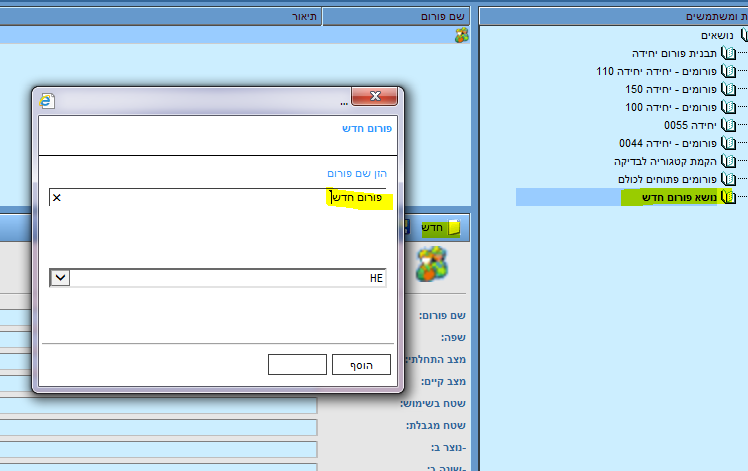 ת ומשתמשים
נושאים
תבנית פורום יחידה
פורומים - יחידה יחידה 110
פורומים - יחידה 150
פורומים - יחידה 100
יחידה 0055
פורומים - יחידה 0044
הקמת קטגוריה לבדיקה
פורומים פתוחים לכולם
נושא פורום חדש
שם פורום
תיאור
...
פורום חדש
הזן שם פורום
פורום חדש
HE
הוסף
חדש
שם פורום:
שפה:
מצב התחלתי:
מצב קיים:
שטח בשימוש:
שטח מגבלת:
נוצר ב:-
שונה ב:-